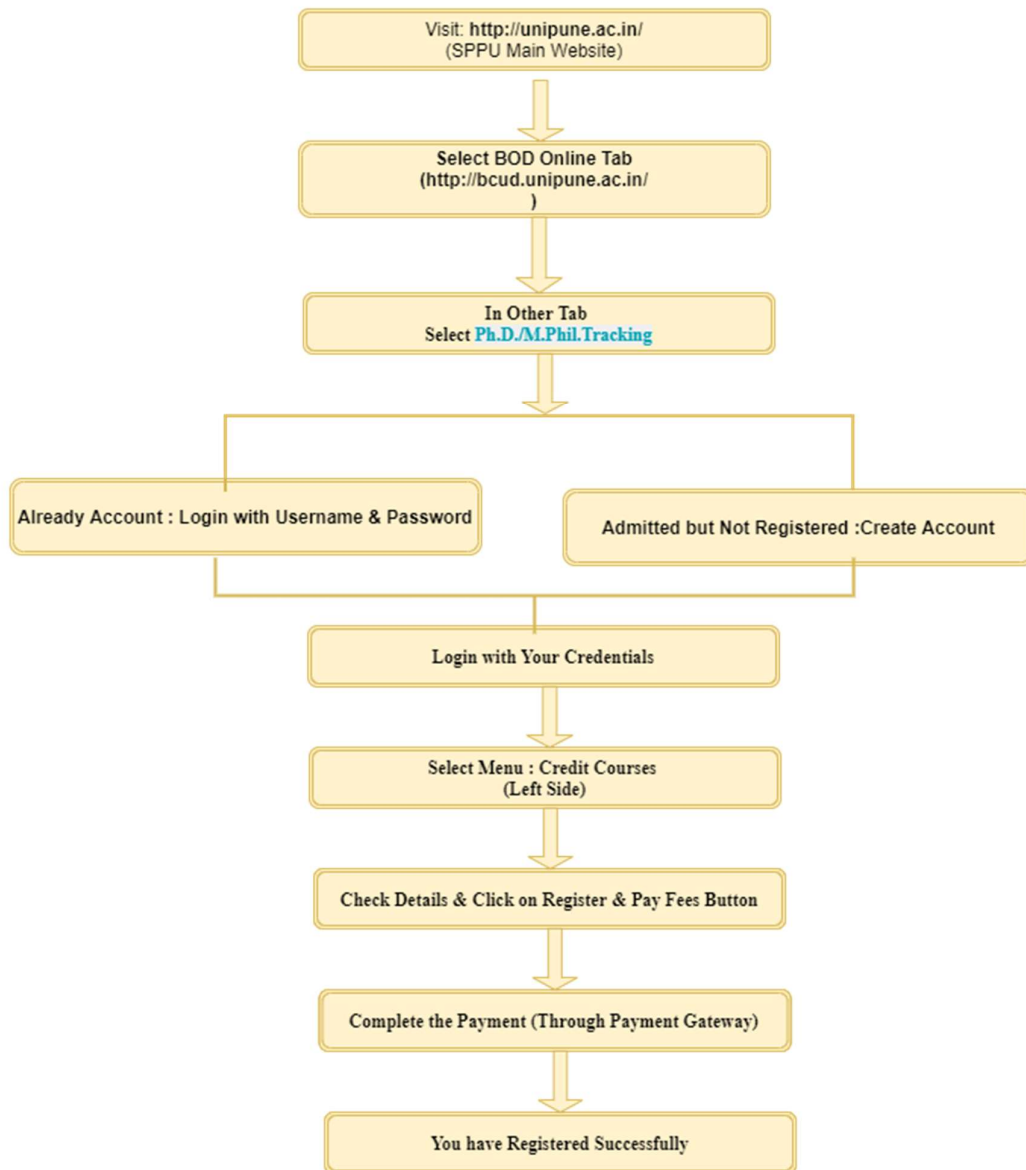 Visit: http://unipune.ac.in/
(SPPU Main Website)
Select BOD Online Tab
(http://bcud.unipune.ac.in/
)
In Other Tab
Select Ph.D./M.Phil.Tracking
Already Account : Login with Username & Password
Admitted but Not Registered :Create Account
Login with Your Credentials
Select Menu : Credit Courses
(Left Side)
Check Details & Click on Register & Pay Fees Button
Complete the Payment (Through Payment Gateway)
You have Registered Successfully